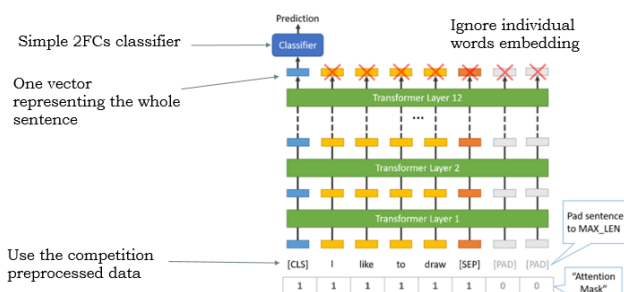 Prediction
Simple 2FCs classifier
Classifier
Ignore individual
words embedding
One vector
representing the whole
sentence
Transformer Layer 12
...
Transformer Layer 2
Transformer Layer 1
Pad sentence
to MAX_LEN
Use the competition
preprocessed data
[CLS] I like to draw [SEP] [PAD] [PAD]
1 1 1 1 1 1 0 0
"Attention
Mask"